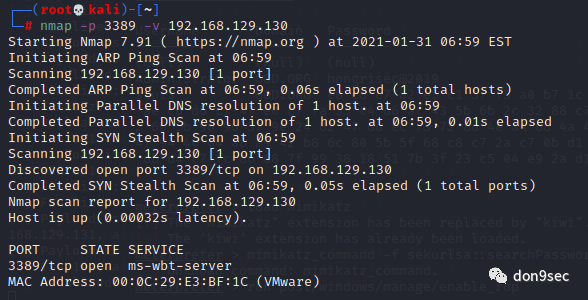 ┌──(root💀kali)-[~]
└─# nmap -p 3389 -v 192.168.129.130
Starting Nmap 7.91 ( https://nmap.org ) at 2021-01-31 06:59 EST
Initiating ARP Ping Scan at 06:59
Scanning 192.168.129.130 [1 port]
Completed ARP Ping Scan at 06:59, 0.06s elapsed (1 total hosts)
Initiating Parallel DNS resolution of 1 host. at 06:59
Completed Parallel DNS resolution of 1 host. at 06:59, 0.01s elapsed
Initiating SYN Stealth Scan at 06:59
Scanning 192.168.129.130 [1 port]
Discovered open port 3389/tcp on 192.168.129.130
Completed SYN Stealth Scan at 06:59, 0.05s elapsed (1 total ports)
Nmap scan report for 192.168.129.130
Host is up (0.00032s latency).
PORT     STATE SERVICE
3389/tcp open  ms-wbt-server
MAC Address: 00:0C:29:E3:BF:1C (VMware)
don9sec